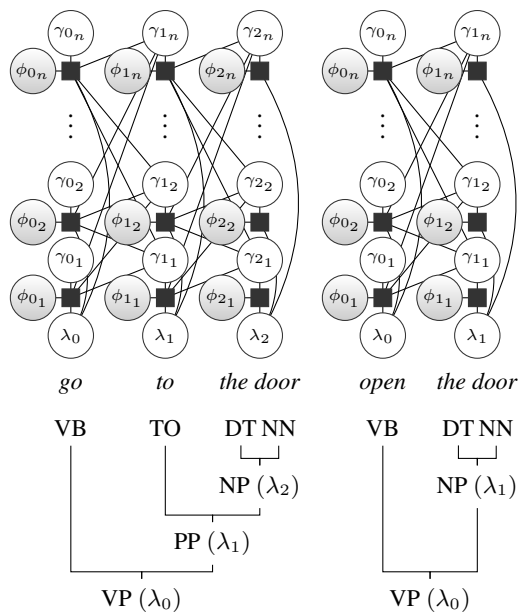 γ0ₙ γ1ₙ γ2ₙ γ0ₙ γ1ₙ
ϕ0ₙ ϕ1ₙ ϕ2ₙ ϕ0ₙ ϕ1ₙ
⋮ ⋮ ⋮ ⋮ ⋮
γ0₂ γ1₂ γ2₂ γ0₂ γ1₂
ϕ0₂ ϕ1₂ ϕ2₂ ϕ0₂ ϕ1₂
γ0₁ γ1₁ γ2₁ γ0₁ γ1₁
ϕ0₁ ϕ1₁ ϕ2₁ ϕ0₁ ϕ1₁
λ₀ λ₁ λ₂ λ₀ λ₁
go to the door open the door
VB TO DT NN VB DT NN
NP (λ₂) NP (λ₁)
PP (λ₁)
VP (λ₀) VP (λ₀)